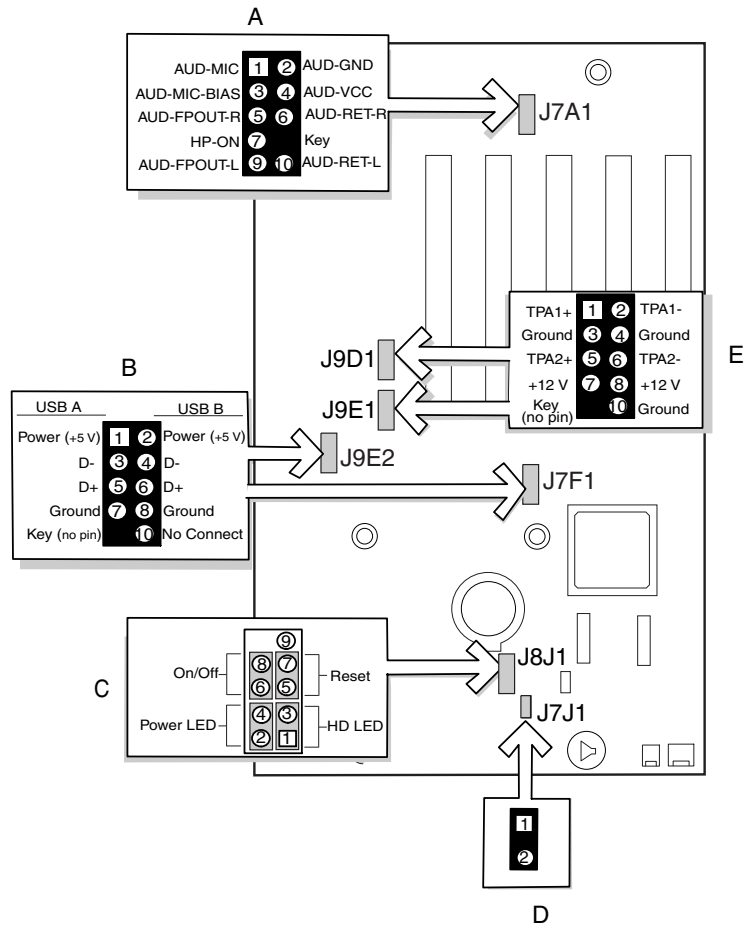 A
AUD-MIC 1 2 AUD-GND
AUD-MIC-BIAS 3 4 AUD-VCC
AUD-FPOUT-R 5 6 AUD-RET-R
HP-ON 7 Key
AUD-FPOUT-L 9 10 AUD-RET-L
J7A1
E
TPA1+ 1 2 TPA1-
Ground 3 4 Ground
TPA2+ 5 6 TPA2-
+12 V 7 8 +12 V
Key (no pin) 10 Ground
J9D1
J9E1
B
USB A USB B
Power (+5 V) 1 2 Power (+5 V)
D- 3 4 D-
D+ 5 6 D+
Ground 7 8 Ground
Key (no pin) 10 No Connect
J9E2
J7F1
C
9
On/Off 8 7 Reset
6 5
Power LED 4 3 HD LED
2 1
J8J1
J7J1
1
2
D